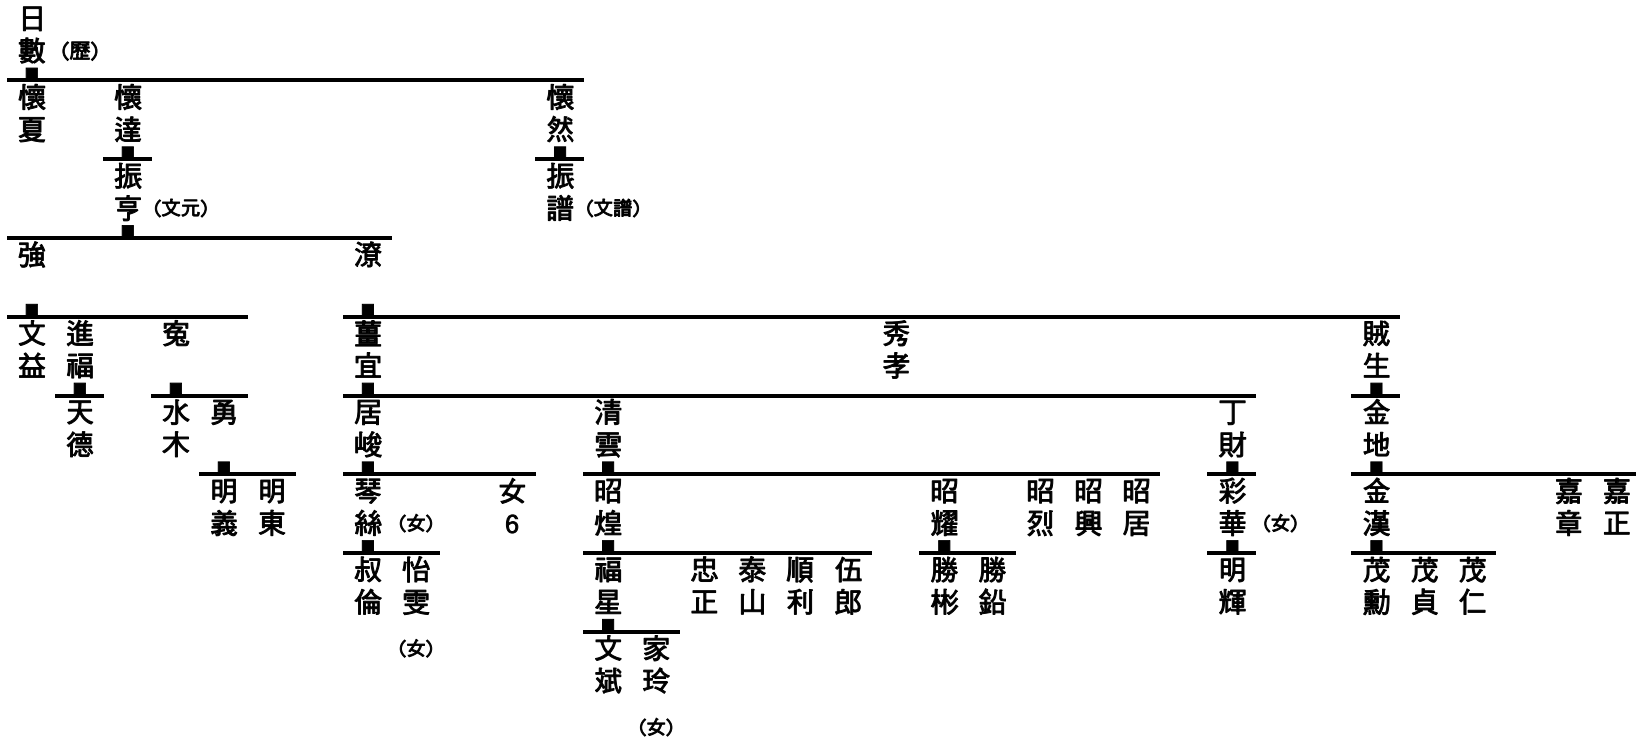 日數（歷）
懷夏
懷達
懷然
振亨（文元）
振譜（文譜）
強
潦
文益
進福
寃
薑宜
秀孝
賊生
天德
水木
勇
居峻
清雲
丁財
金地
明義
明東
琴絲（女）
女6
昭煌
昭耀
昭烈
昭興
昭居
彩華（女）
金漢
嘉章
嘉正
叔倫
怡雯（女）
福星
忠正
泰山
順利
伍郎
勝彬
勝鉛
明輝
茂勳
茂貞
茂仁
文斌
家玲（女）